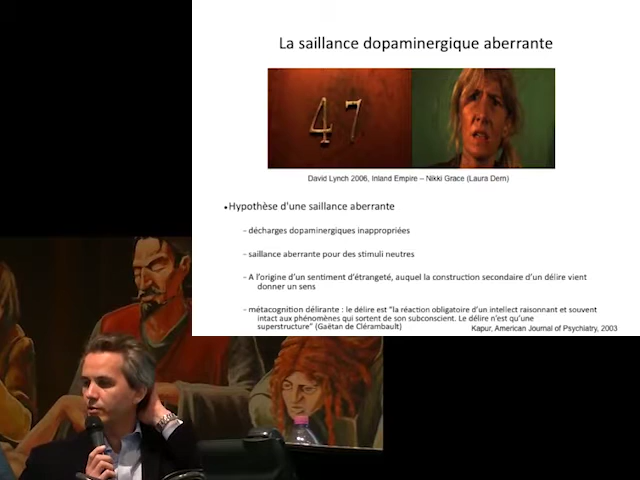 La saillance dopaminergique aberrante
47
David Lynch 2006, Inland Empire – Nikki Grace (Laura Dern)
•Hypothèse d'une saillance aberrante
– décharges dopaminergiques inappropriées
– saillance aberrante pour des stimuli neutres
– A l'origine d'un sentiment d'étrangeté, auquel la construction secondaire d'un délire vient
donner un sens
– métacognition délirante : le délire est "la réaction obligatoire d'un intellect raisonnant et souvent
intact aux phénomènes qui sortent de son subconscient. Le délire n'est qu'une
superstructure" (Gaëtan de Clérambault)
Kapur, American Journal of Psychiatry, 2003